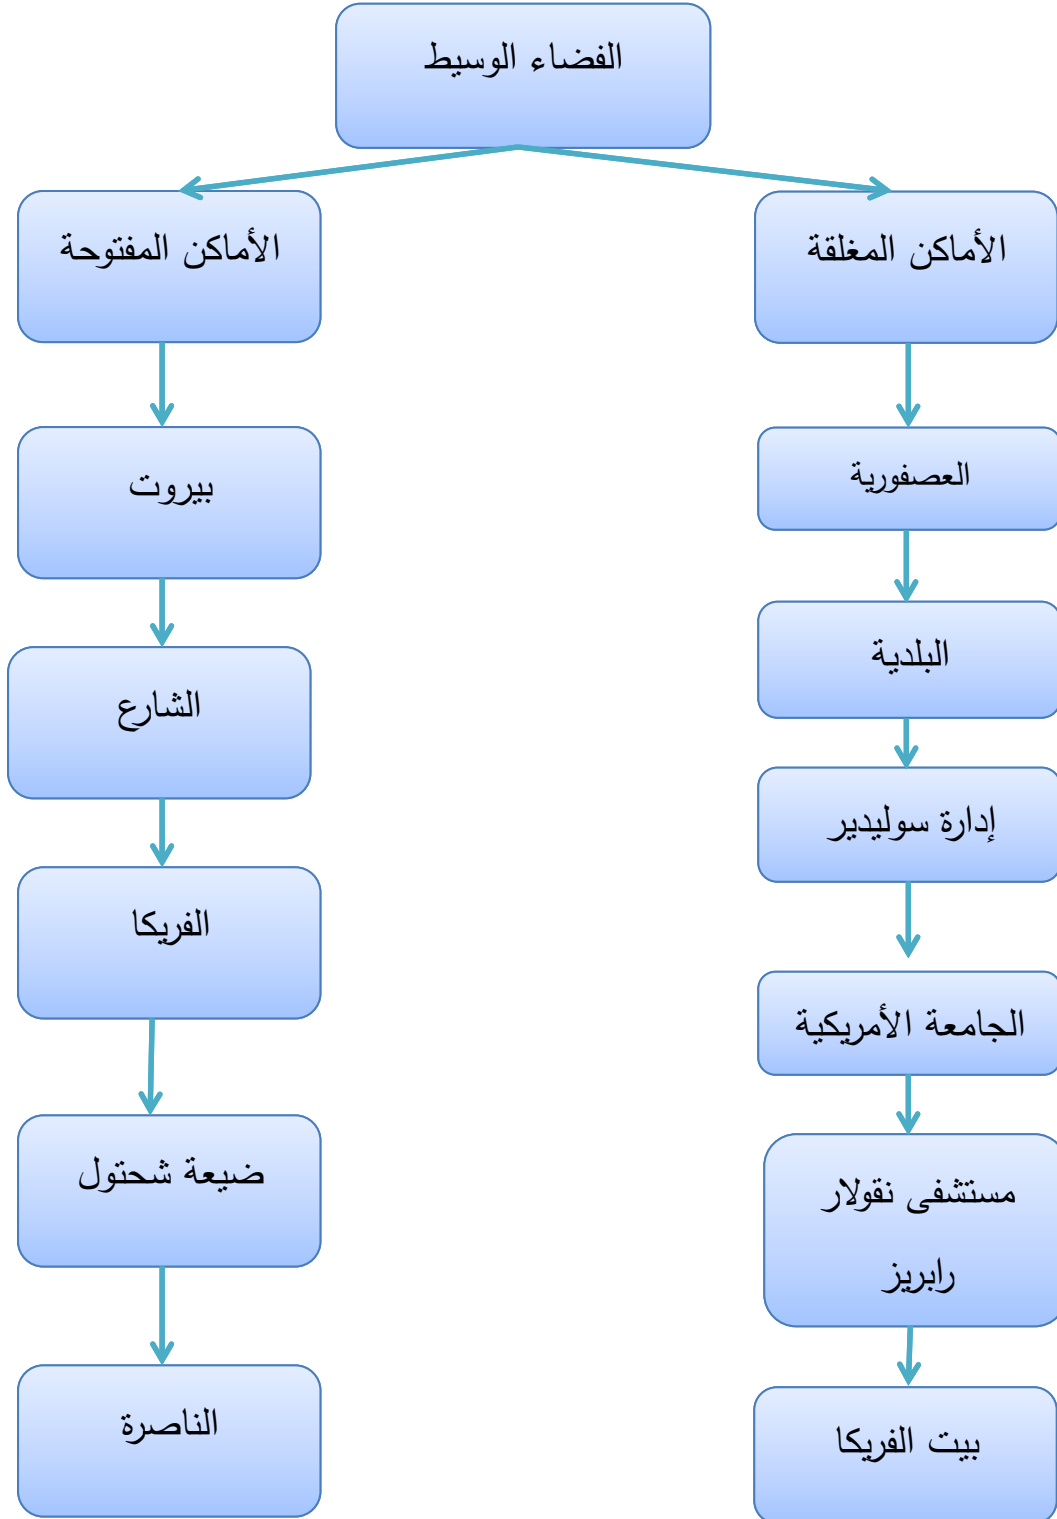 الفضاء الوسيط
الأماكن المغلقة
العصفورية
البلدية
إدارة سوليدير
الجامعة الأمريكية
مستشفى نقولار
رابريز
بيت الفريكا
الأماكن المفتوحة
بيروت
الشارع
الفريكا
ضيعة شحتول
الناصرة